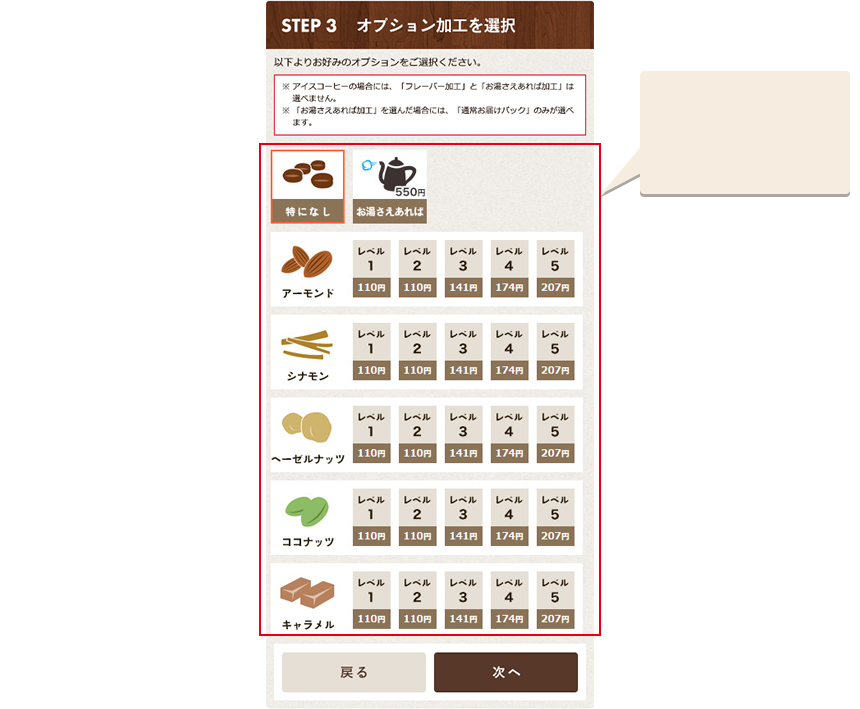 STEP 3 オプション加工を選択
以下よりお好みのオプションをご選択ください。
※ アイスコーヒーの場合には、「フレーバー加工」と「お湯さえあれば加工」は
選べません。
※ 「お湯さえあれば加工」を選んだ場合には、「通常お届けパック」のみが選べ
ます。
550円
特になし お湯さえあれば
レベル レベル レベル レベル レベル
1 2 3 4 5
110円 110円 141円 174円 207円
アーモンド
レベル レベル レベル レベル レベル
1 2 3 4 5
110円 110円 141円 174円 207円
シナモン
レベル レベル レベル レベル レベル
1 2 3 4 5
110円 110円 141円 174円 207円
ヘーゼルナッツ
レベル レベル レベル レベル レベル
1 2 3 4 5
110円 110円 141円 174円 207円
ココナッツ
レベル レベル レベル レベル レベル
1 2 3 4 5
110円 110円 141円 174円 207円
キャラメル
戻る 次へ